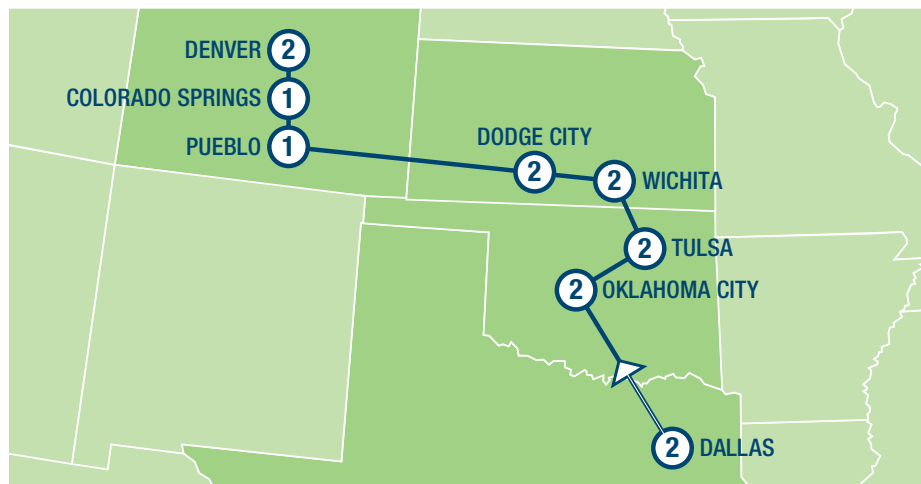 DENVER 2
COLORADO SPRINGS 1
PUEBLO 1
DODGE CITY
2
2 WICHITA
2 TULSA
2 OKLAHOMA CITY
2 DALLAS